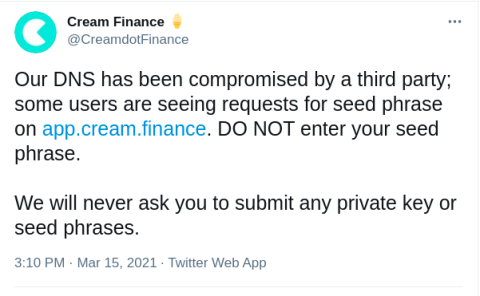 Cream Finance 🍦
@CreamdotFinance
Our DNS has been compromised by a third party;
some users are seeing requests for seed phrase
on app.cream.finance. DO NOT enter your seed
phrase.
We will never ask you to submit any private key or
seed phrases.
3:10 PM · Mar 15, 2021 · Twitter Web App